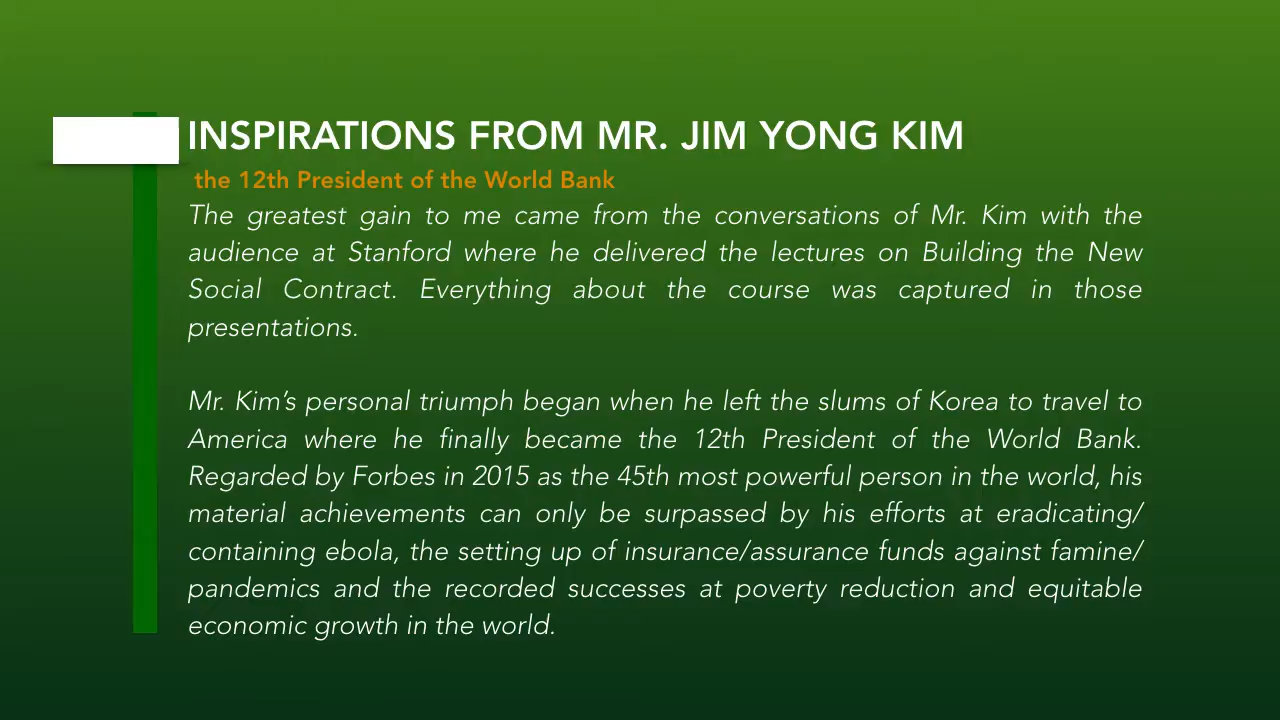 INSPIRATIONS FROM MR. JIM YONG KIM
the 12th President of the World Bank
The greatest gain to me came from the conversations of Mr. Kim with the
audience at Stanford where he delivered the lectures on Building the New
Social Contract. Everything about the course was captured in those
presentations.
Mr. Kim’s personal triumph began when he left the slums of Korea to travel to
America where he finally became the 12th President of the World Bank.
Regarded by Forbes in 2015 as the 45th most powerful person in the world, his
material achievements can only be surpassed by his efforts at eradicating/
containing ebola, the setting up of insurance/assurance funds against famine/
pandemics and the recorded successes at poverty reduction and equitable
economic growth in the world.